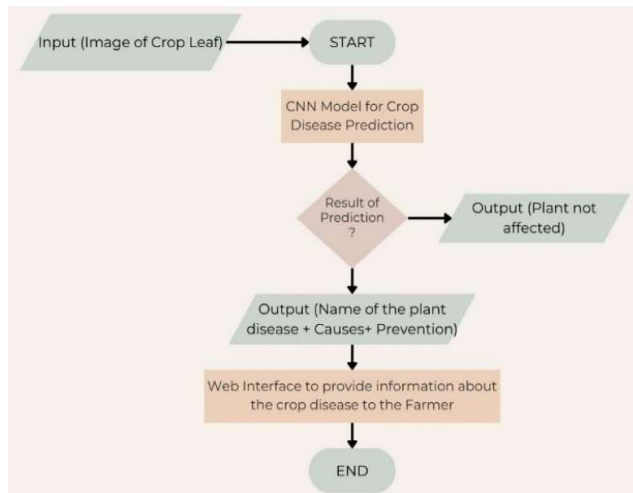 Input (Image of Crop Leaf)
START
CNN Model for Crop
Disease Prediction
Result of
Prediction
?
Output (Plant not
affected)
Output (Name of the plant
disease + Causes+ Prevention)
Web Interface to provide information about
the crop disease to the Farmer
END